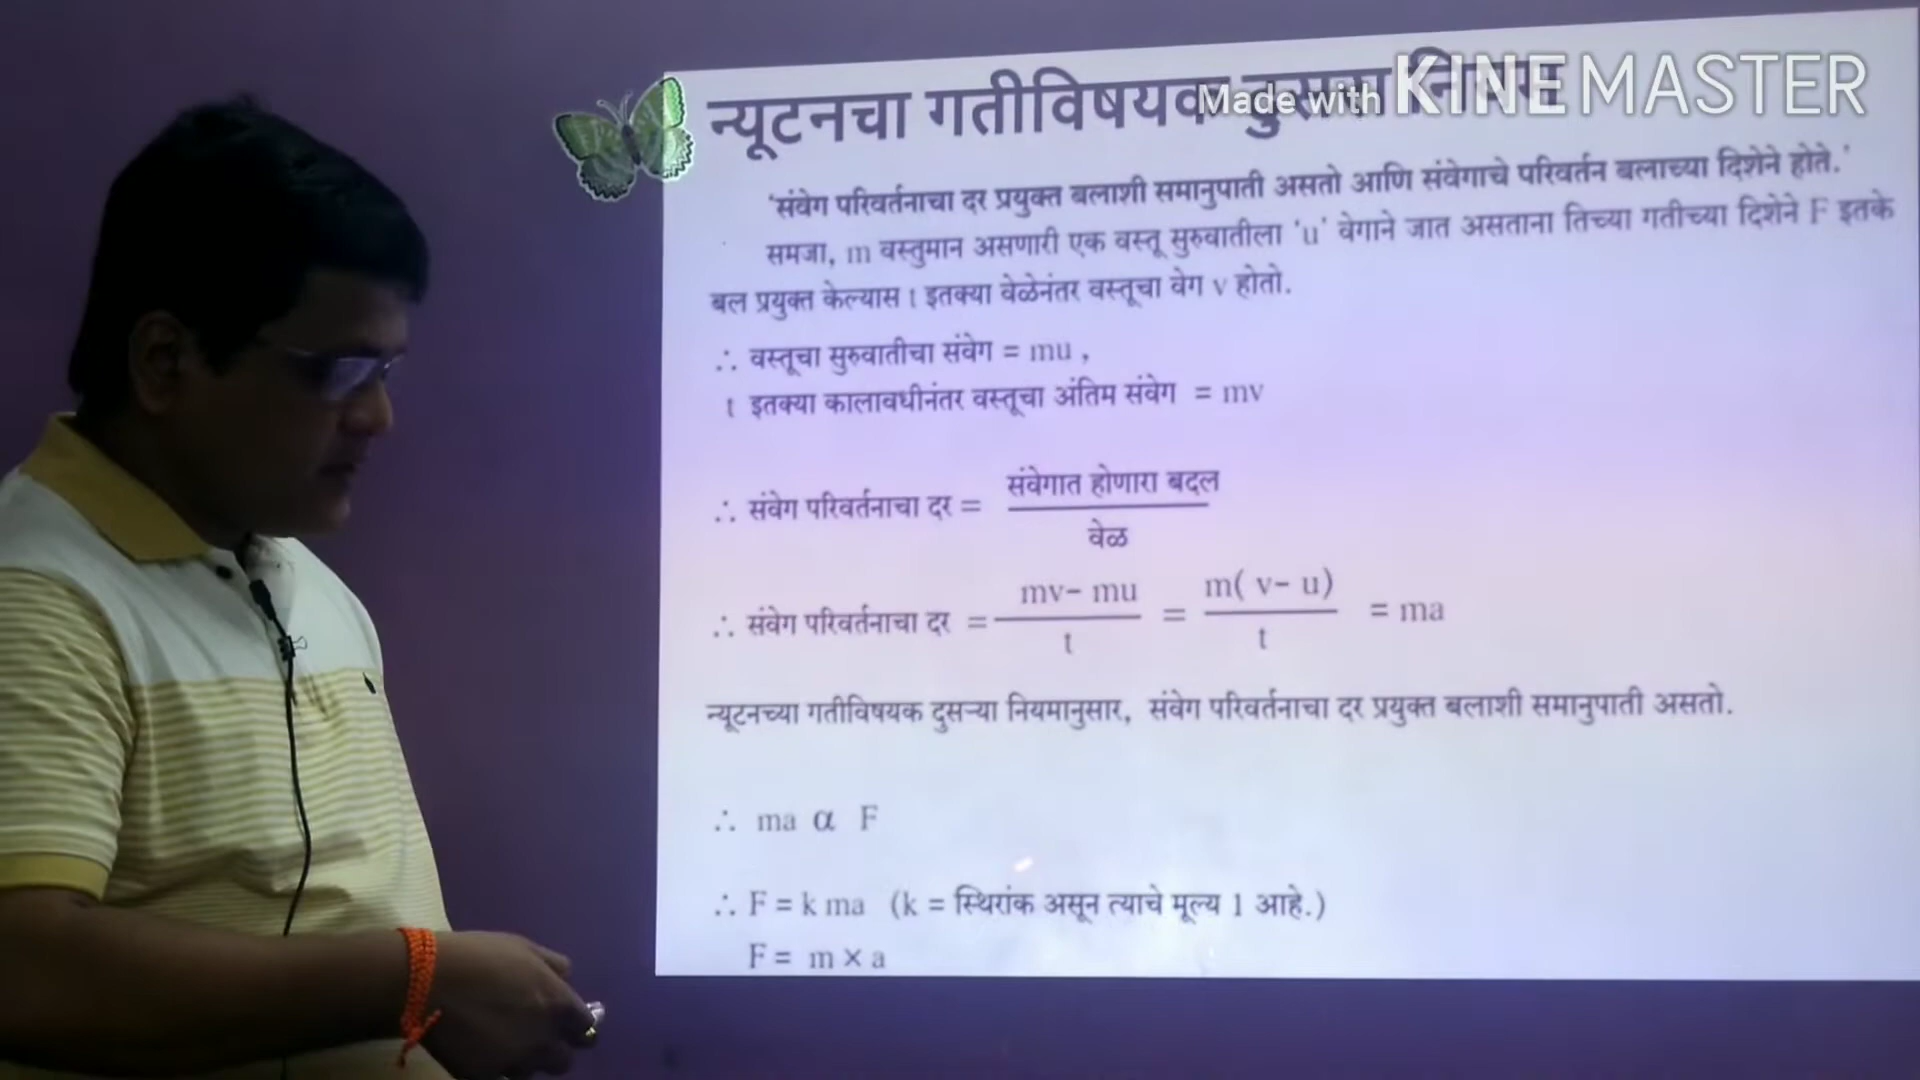 न्यूटनचा गतीविषयक दुसरा नियम
Made with KINEMASTER
'संवेग परिवर्तनाचा दर प्रयुक्त बलाशी समानुपाती असतो आणि संवेगाचे परिवर्तन बलाच्या दिशेने होते.'
समजा, m वस्तुमान असणारी एक वस्तू सुरुवातीला 'u' वेगाने जात असताना तिच्या गतीच्या दिशेने F इतके
बल प्रयुक्त केल्यास t इतक्या वेळेनंतर वस्तूचा वेग v होतो.
∴ वस्तूचा सुरुवातीचा संवेग = mu ,
t इतक्या कालावधीनंतर वस्तूचा अंतिम संवेग = mv
∴ संवेग परिवर्तनाचा दर = संवेगात होणारा बदल / वेळ
∴ संवेग परिवर्तनाचा दर = mv- mu / t = m( v- u) / t = ma
न्यूटनच्या गतीविषयक दुसऱ्या नियमानुसार, संवेग परिवर्तनाचा दर प्रयुक्त बलाशी समानुपाती असतो.
∴ ma α F
∴ F = k ma (k = स्थिरांक असून त्याचे मूल्य 1 आहे.)
F = m × a